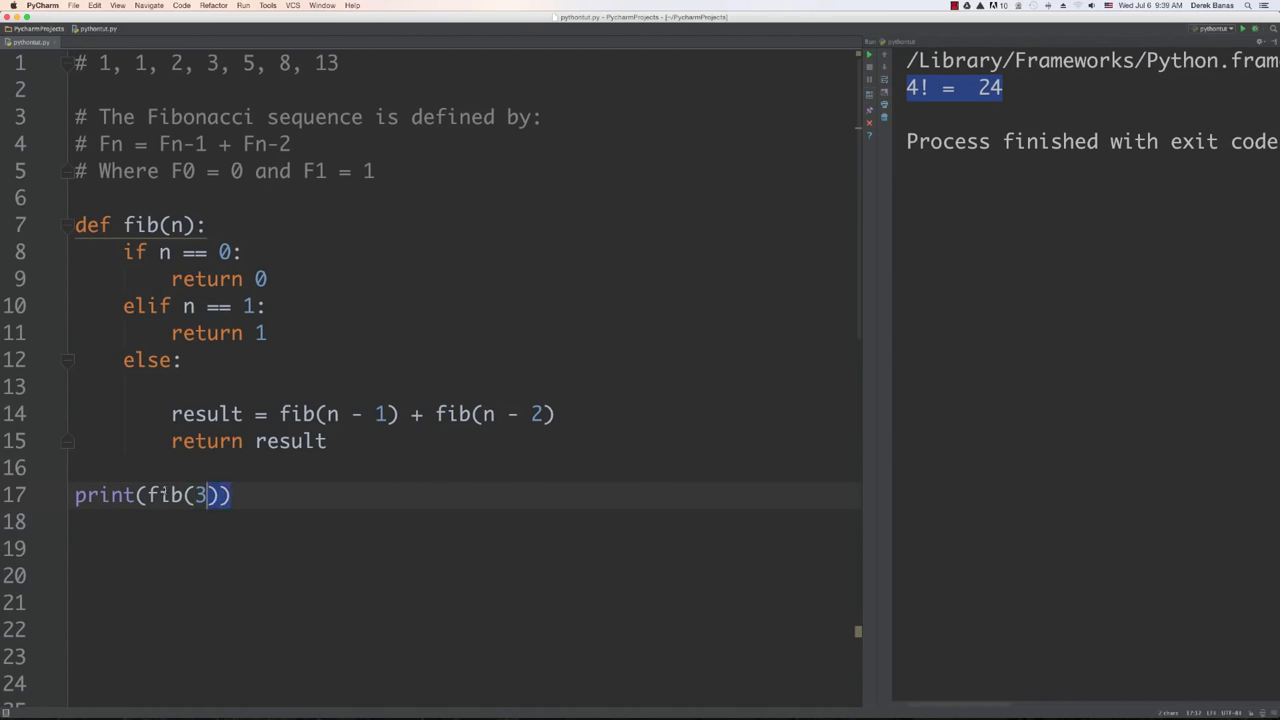 PyCharm File Edit View Navigate Code Refactor Run Tools VCS Window Help
10 Wed Jul 6 9:39 AM Derek Banas
pythontut.py - PyCharmProjects - [~/PycharmProjects]
PycharmProjects pythontut.py
pythontut
pythontut.py
Run pythontut
1 # 1, 1, 2, 3, 5, 8, 13
2
3 # The Fibonacci sequence is defined by:
4 # Fn = Fn-1 + Fn-2
5 # Where F0 = 0 and F1 = 1
6
7 def fib(n):
8 if n == 0:
9 return 0
10 elif n == 1:
11 return 1
12 else:
13
14 result = fib(n - 1) + fib(n - 2)
15 return result
16
17 print(fib(3))
18
19
20
21
22
23
24
/Library/Frameworks/Python.fram
4! =  24
Process finished with exit code
2 chars 17:12 LF÷ UTF-8÷